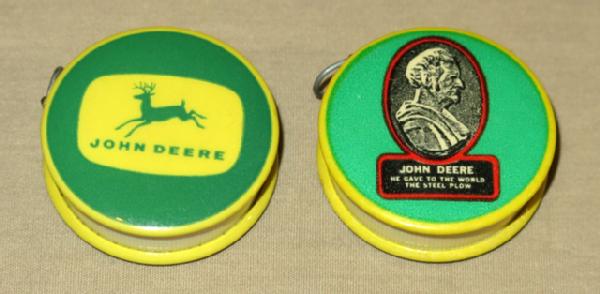 JOHN DEERE
JOHN DEERE
HE GAVE TO THE WORLD
THE STEEL PLOW